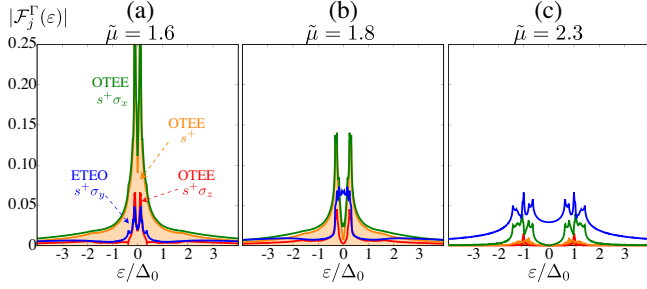 (a) (b) (c)
|ℱ_j^Γ(ε)| μ̃ = 1.6 μ̃ = 1.8 μ̃ = 2.3
0.25
0.20
0.15
0.10
0.05
0
OTEE
s⁺σ_x
OTEE
s⁺
ETEO
s⁺σ_y
OTEE
s⁺σ_z
-3 -2 -1 0 1 2 3 -3 -2 -1 0 1 2 3 -3 -2 -1 0 1 2 3
ε/Δ₀ ε/Δ₀ ε/Δ₀